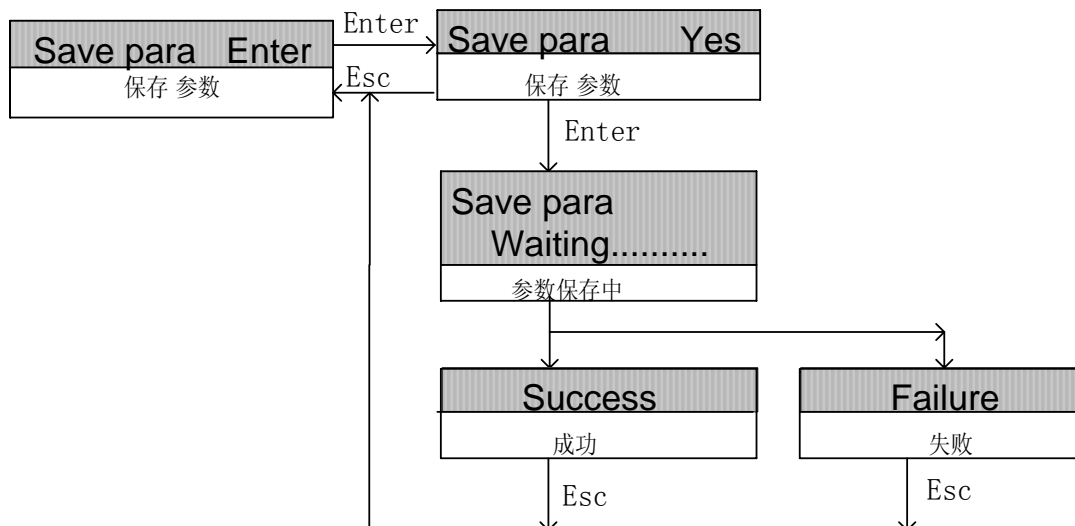 Save para Enter
保存 参数
Enter
Esc
Save para Yes
保存 参数
Enter
Save para
Waiting..........
参数保存中
Success
成功
Failure
失败
Esc
Esc